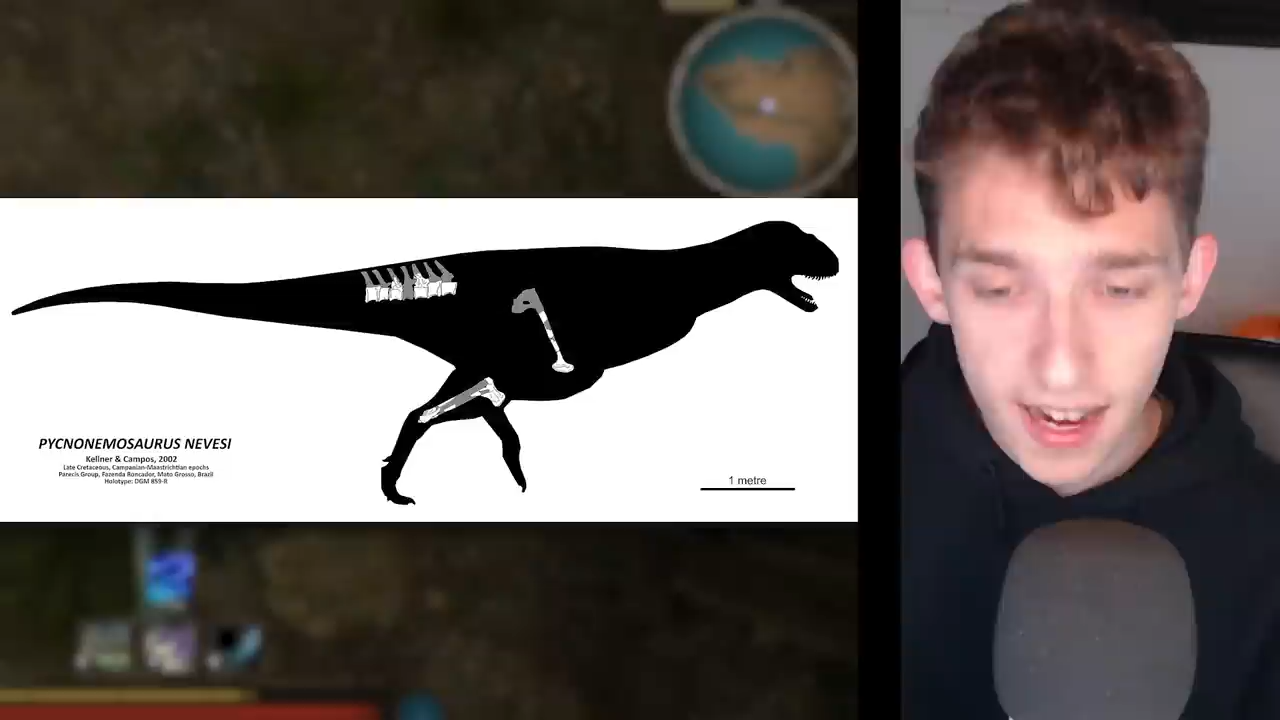 PYCNONEMOSAURUS NEVESI
Kellner & Campos, 2002
Late Cretaceous, Campanian-Maastrichtian epochs
Parecis Group, Fazenda Roncador, Mato Grosso, Brazil
Holotype: DGM 859-R
1 metre